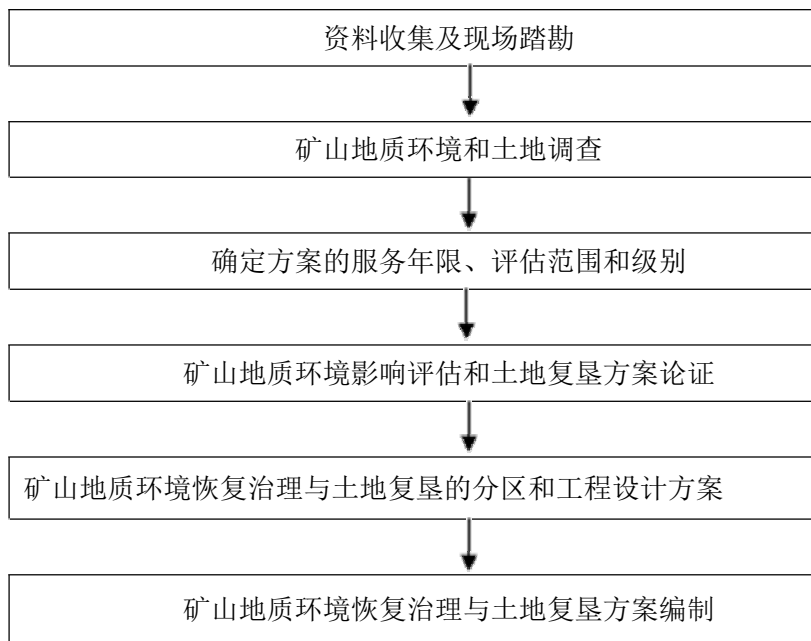 资料收集及现场踏勘
矿山地质环境和土地调查
确定方案的服务年限、评估范围和级别
矿山地质环境影响评估和土地复垦方案论证
矿山地质环境恢复治理与土地复垦的分区和工程设计方案
矿山地质环境恢复治理与土地复垦方案编制